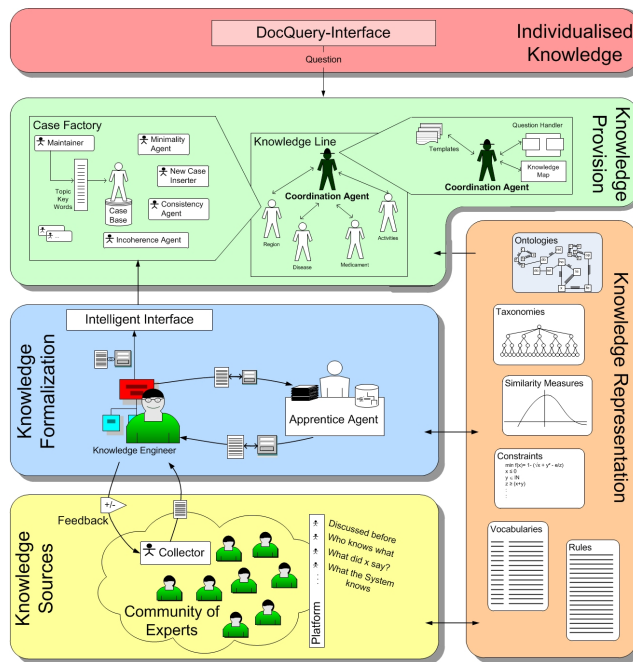 DocQuery-Interface
Individualised
Knowledge
Question
Knowledge
Provision
Case Factory
Maintainer
Minimality
Agent
New Case
Inserter
Topic
Key
Words
Case
Base
Consistency
Agent
...
Incoherence Agent
Knowledge Line
Coordination Agent
Region
Disease
Medicament
Activities
Templates
Question Handler
Knowledge
Map
Coordination Agent
Knowledge
Formalization
Intelligent Interface
Knowledge Engineer
Apprentice Agent
Knowledge
Sources
+/-
Feedback
Collector
Community of
Experts
Platform
Discussed before
Who knows what
What did x say?
What the System
knows
Knowledge Representation
Ontologies
Taxonomies
Similarity Measures
Constraints
x ≤ 0
y ∈ IN
z ≥ (x+y)
Vocabularies
Rules